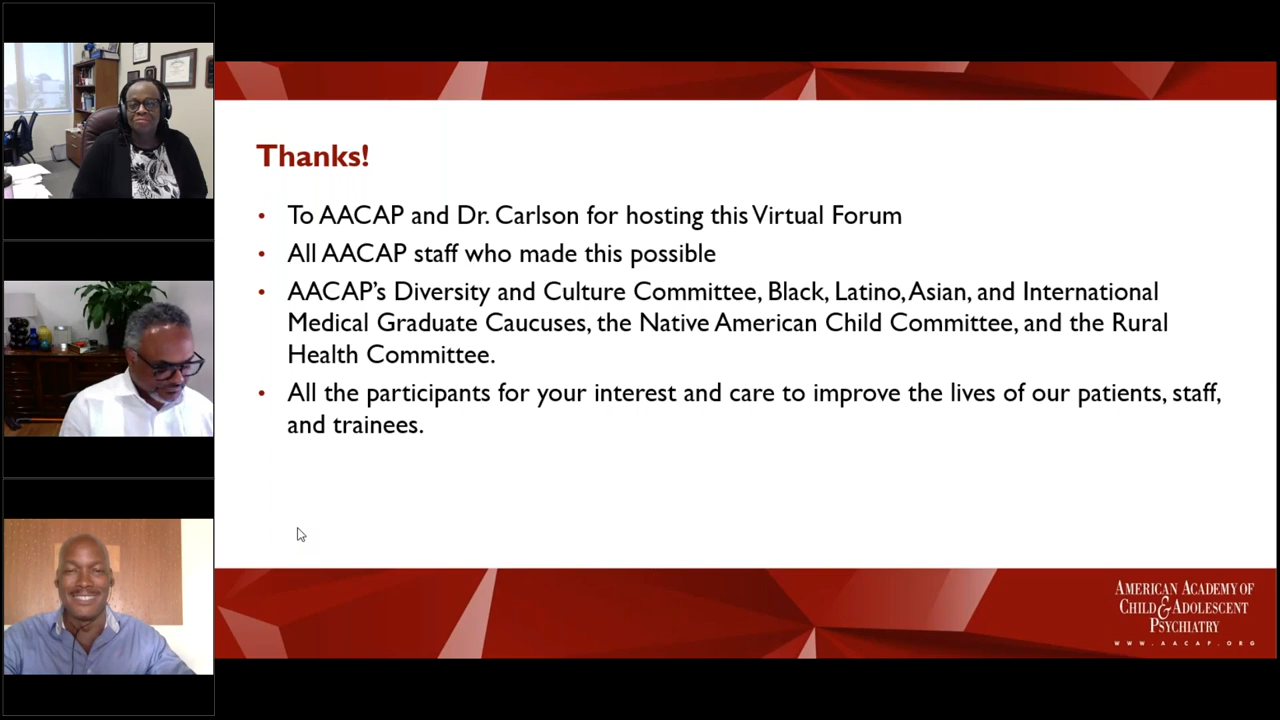 Thanks!
• To AACAP and Dr. Carlson for hosting this Virtual Forum
• All AACAP staff who made this possible
• AACAP’s Diversity and Culture Committee, Black, Latino, Asian, and International
Medical Graduate Caucuses, the Native American Child Committee, and the Rural
Health Committee.
• All the participants for your interest and care to improve the lives of our patients, staff,
and trainees.
AMERICAN ACADEMY OF
CHILD & ADOLESCENT
PSYCHIATRY
WWW.AACAP.ORG